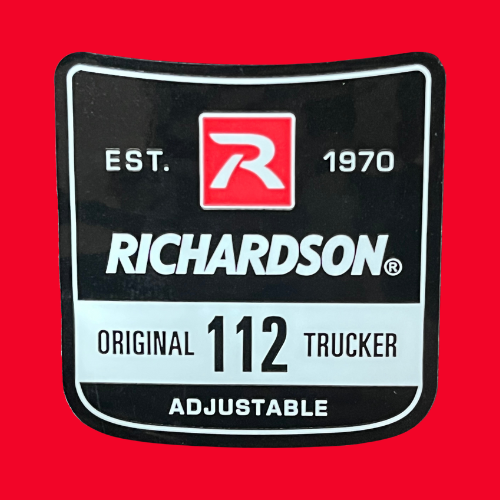 EST. R 1970
RICHARDSON®
ORIGINAL 112 TRUCKER
ADJUSTABLE